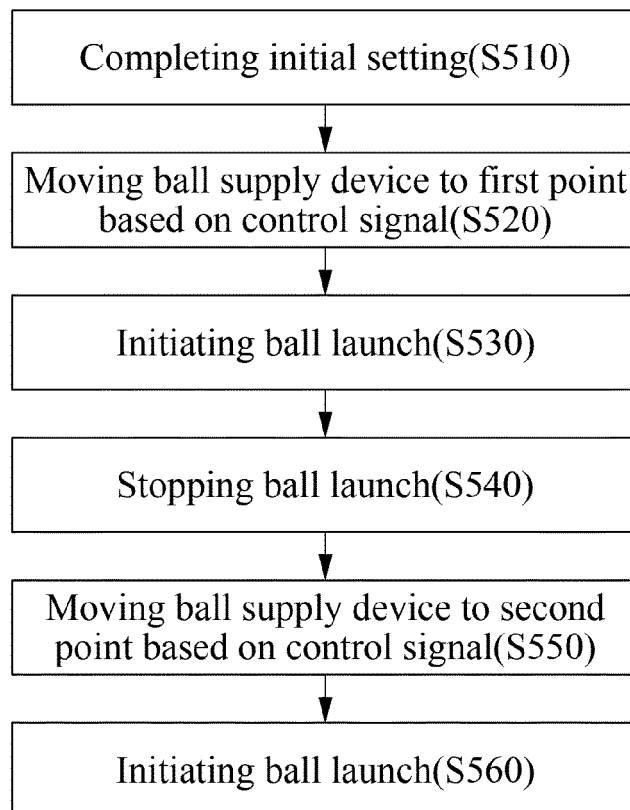 Completing initial setting(S510)
Moving ball supply device to first point
based on control signal(S520)
Initiating ball launch(S530)
Stopping ball launch(S540)
Moving ball supply device to second
point based on control signal(S550)
Initiating ball launch(S560)